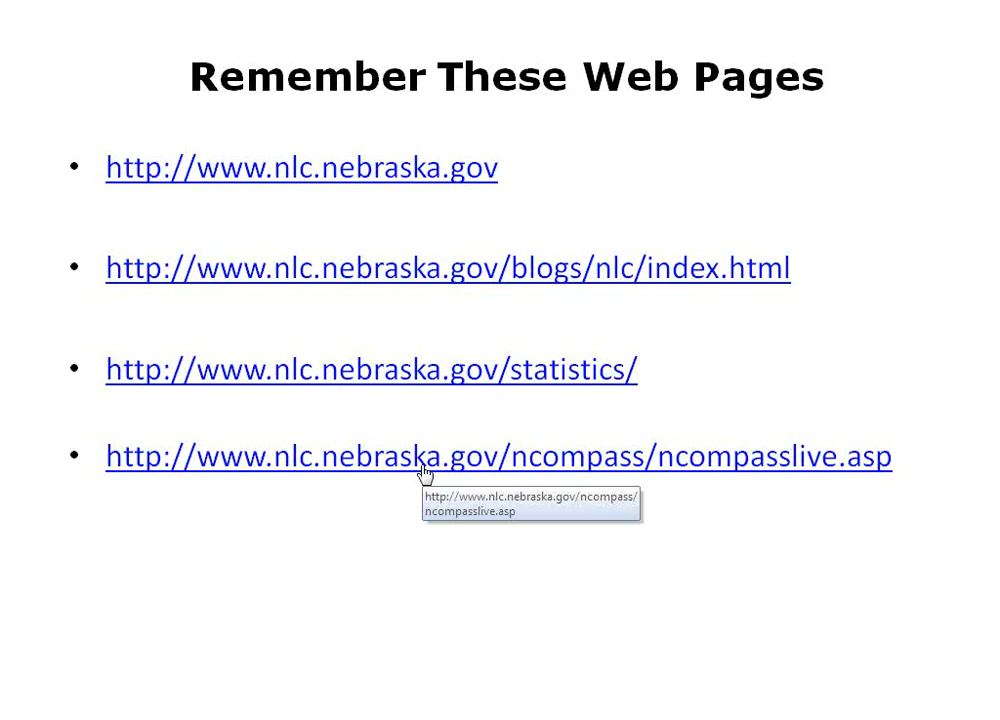 Remember These Web Pages
• http://www.nlc.nebraska.gov
• http://www.nlc.nebraska.gov/blogs/nlc/index.html
• http://www.nlc.nebraska.gov/statistics/
• http://www.nlc.nebraska.gov/ncompass/ncompasslive.asp
http://www.nlc.nebraska.gov/ncompass/
ncompasslive.asp